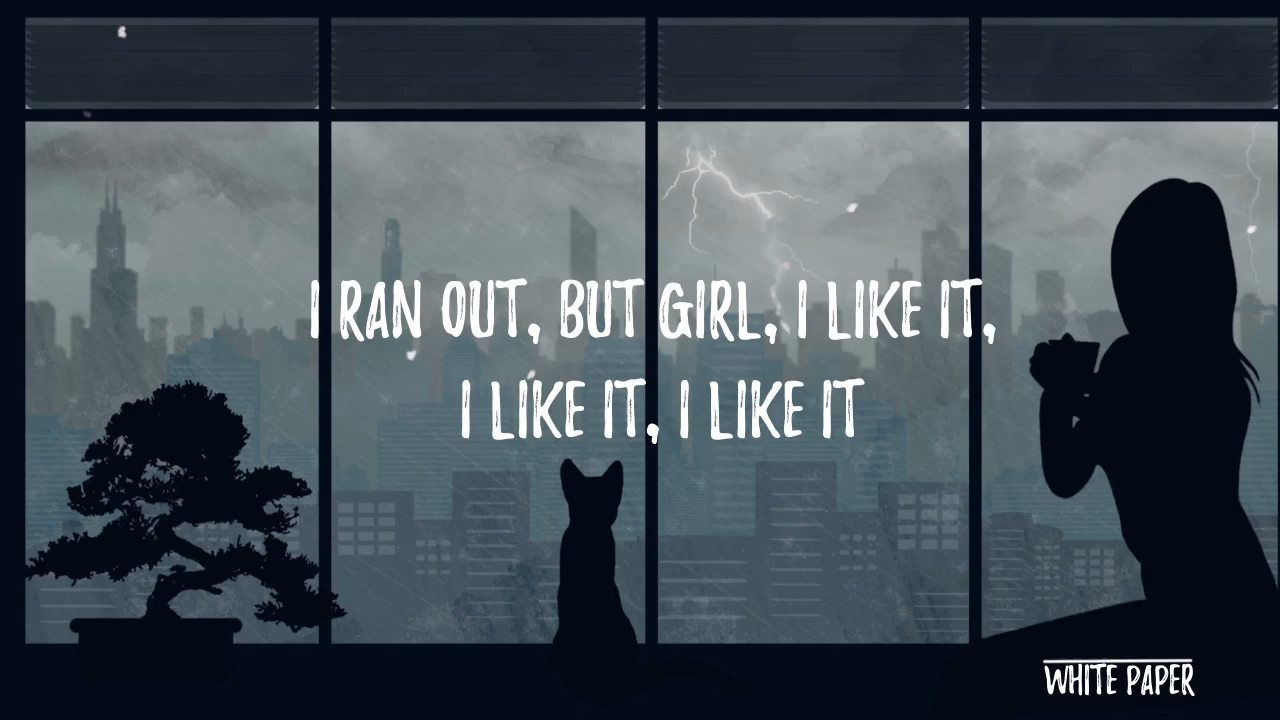 I RAN OUT, BUT GIRL, I LIKE IT,
I LIKE IT, I LIKE IT
WHITE PAPER